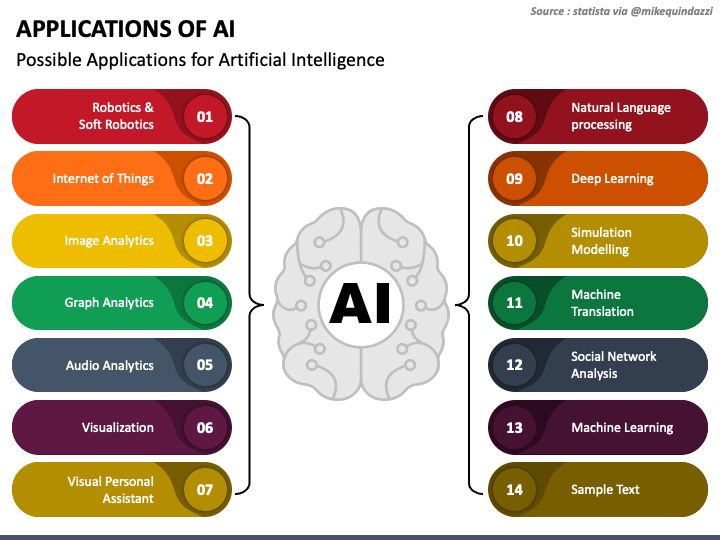 Source : statista via @mikequindazzi
APPLICATIONS OF AI
Possible Applications for Artificial Intelligence
Robotics &
Soft Robotics
01
Internet of Things
02
Image Analytics
03
Graph Analytics
04
Audio Analytics
05
Visualization
06
Visual Personal
Assistant
07
AI
08
Natural Language
processing
09
Deep Learning
10
Simulation
Modelling
11
Machine
Translation
12
Social Network
Analysis
13
Machine Learning
14
Sample Text